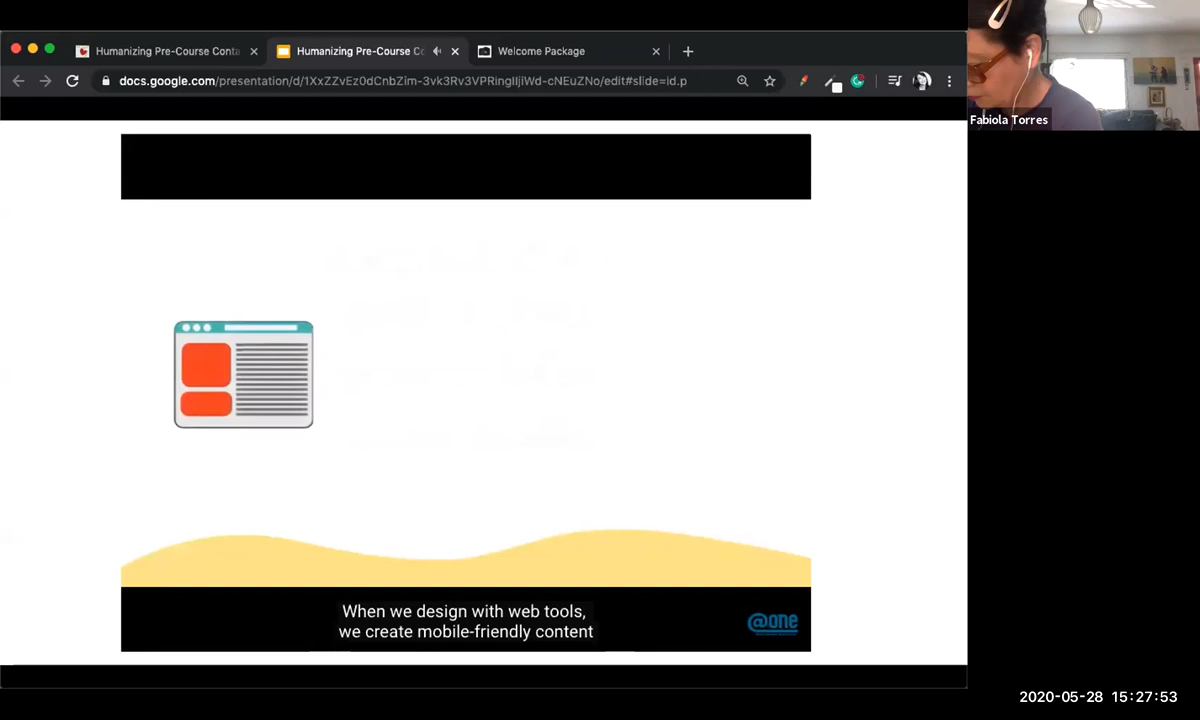 Humanizing Pre-Course Conta
Humanizing Pre-Course Co
Welcome Package
docs.google.com/presentation/d/1XxZZvEz0dCnbZim-3vk3Rv3VPRingIIjiWd-cNEuZNo/edit#slide=id.p
Fabiola Torres
When we design with web tools,
we create mobile-friendly content
@one
2020-05-28 15:27:53